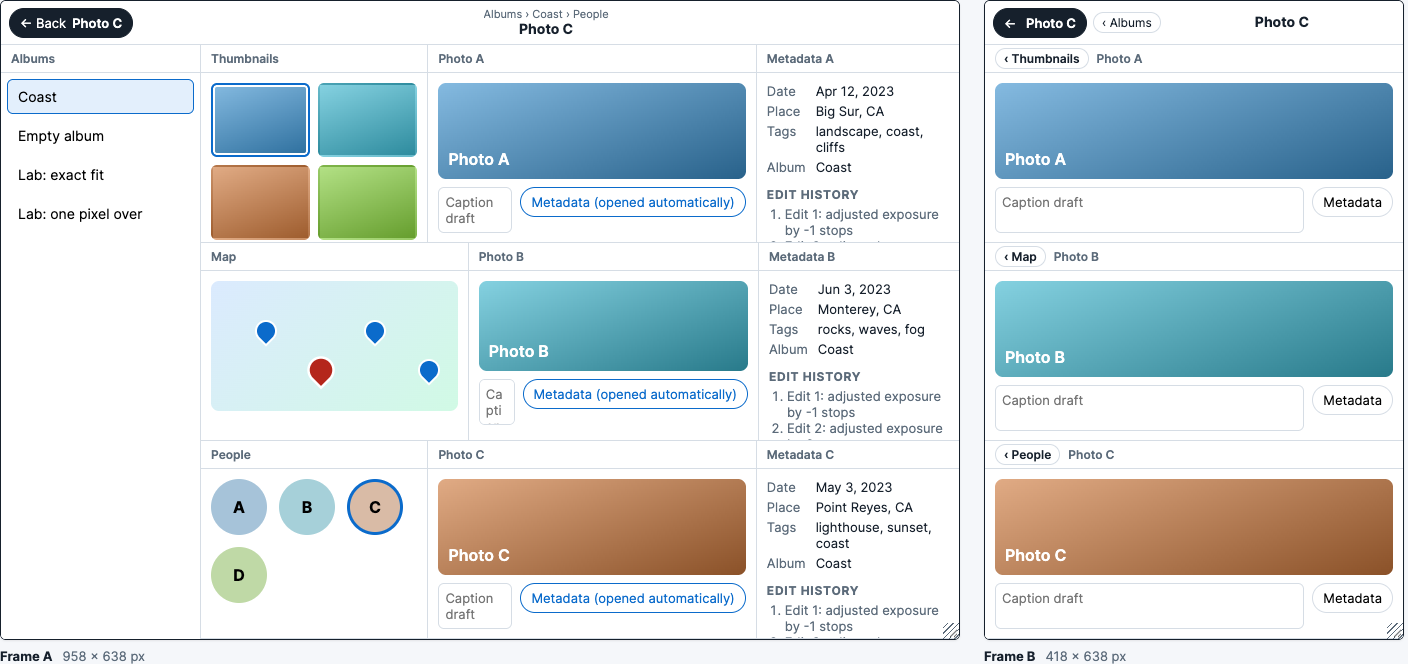 ← Back Photo C
Albums › Coast › People
Photo C
Albums
Coast
Empty album
Lab: exact fit
Lab: one pixel over
Thumbnails
Photo A
Metadata A
Photo A
Caption
draft
Metadata (opened automatically)
Date Apr 12, 2023
Place Big Sur, CA
Tags landscape, coast,
cliffs
Album Coast
EDIT HISTORY
1. Edit 1: adjusted exposure
by -1 stops
Map
Photo B
Metadata B
Photo B
Ca
pti
Metadata (opened automatically)
Date Jun 3, 2023
Place Monterey, CA
Tags rocks, waves, fog
Album Coast
EDIT HISTORY
1. Edit 1: adjusted exposure
by -1 stops
2. Edit 2: adjusted exposure
People
Photo C
Metadata C
A
B
C
D
Photo C
Caption
draft
Metadata (opened automatically)
Date May 3, 2023
Place Point Reyes, CA
Tags lighthouse, sunset,
coast
Album Coast
EDIT HISTORY
1. Edit 1: adjusted exposure
by -1 stops
Frame A 958 × 638 px
← Photo C
‹ Albums
Photo C
‹ Thumbnails Photo A
Photo A
Caption draft
Metadata
‹ Map Photo B
Photo B
Caption draft
Metadata
‹ People Photo C
Photo C
Caption draft
Metadata
Frame B 418 × 638 px